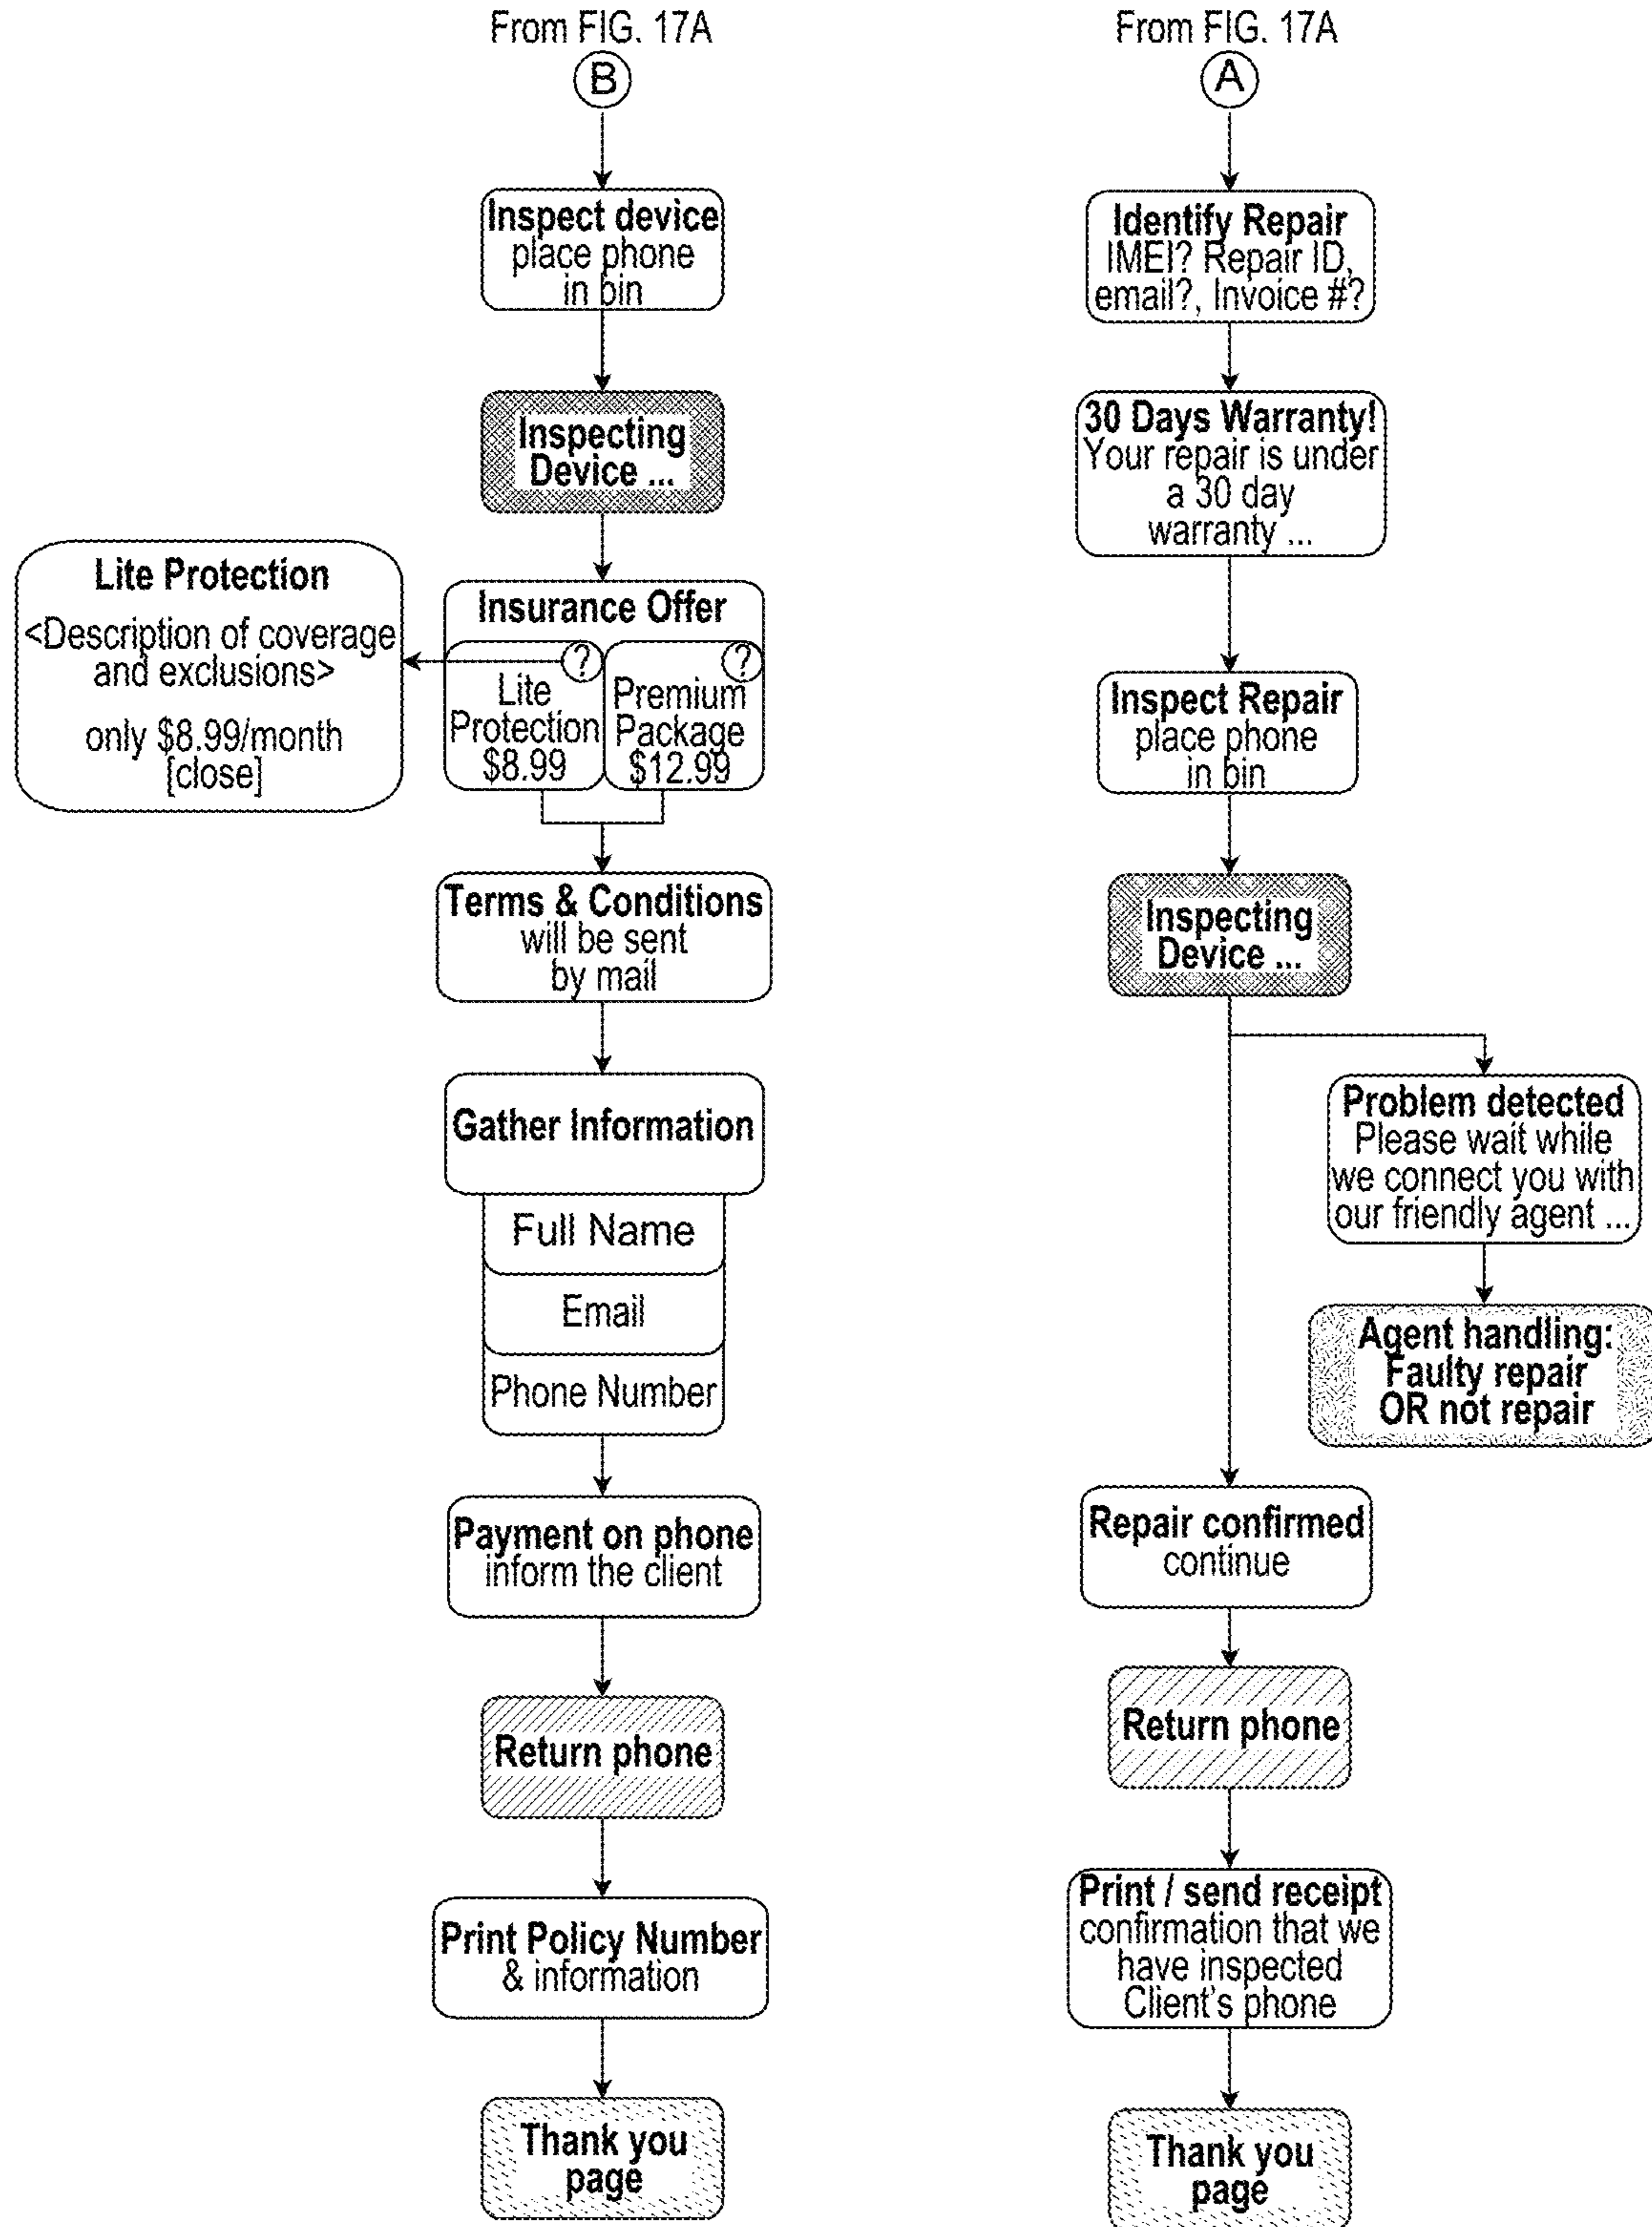 From FIG. 17A
B
Inspect device
place phone
in bin
Inspecting
Device ...
Lite Protection
<Description of coverage
and exclusions>
only $8.99/month
[close]
Insurance Offer
?
Lite
Protection
$8.99
?
Premium
Package
$12.99
Terms & Conditions
will be sent
by mail
Gather Information
Full Name
Email
Phone Number
Payment on phone
inform the client
Return phone
Print Policy Number
& information
Thank you
page
From FIG. 17A
A
Identify Repair
IMEI? Repair ID,
email?, Invoice #?
30 Days Warranty!
Your repair is under
a 30 day
warranty ...
Inspect Repair
place phone
in bin
Inspecting
Device ...
Problem detected
Please wait while
we connect you with
our friendly agent ...
Agent handling:
Faulty repair
OR not repair
Repair confirmed
continue
Return phone
Print / send receipt
confirmation that we
have inspected
Client's phone
Thank you
page